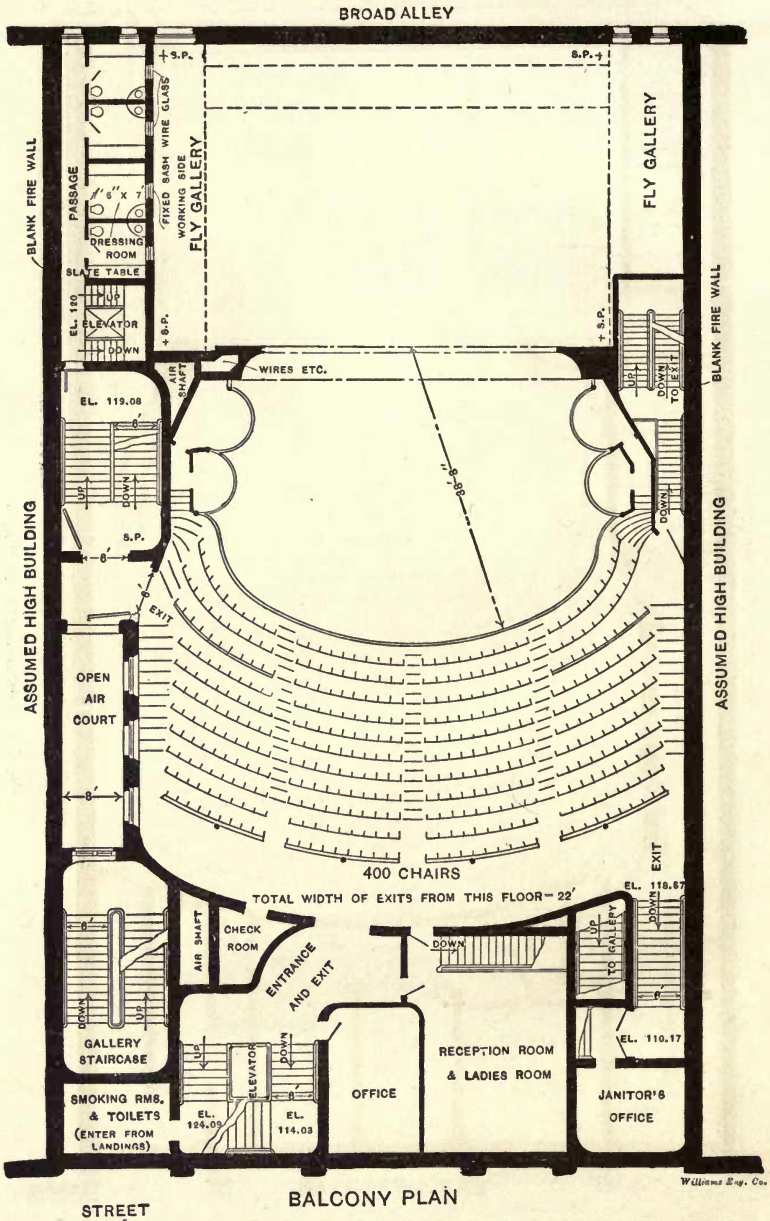 BROAD ALLEY
+ S.P.
S.P. +
BLANK FIRE WALL
PASSAGE
FIXED SASH WIRE GLASS
WORKING SIDE
FLY GALLERY
FLY GALLERY
6" X 7'
DRESSING
ROOM
SLATE TABLE
EL. 120
UP
ELEVATOR
DOWN
+ S.P.
+ S.P.
AIR
SHAFT
WIRES ETC.
UP
DOWN
TO EXIT
BLANK FIRE WALL
EL. 119.08
6'
UP
DOWN
S.P.
6'
6'
EXIT
38'-8"
DOWN
ASSUMED HIGH BUILDING
ASSUMED HIGH BUILDING
OPEN
AIR
COURT
8'
400 CHAIRS
TOTAL WIDTH OF EXITS FROM THIS FLOOR – 22'
EXIT
EL. 118.67
DOWN
6'
DOWN
UP
GALLERY
STAIRCASE
AIR SHAFT
CHECK
ROOM
ENTRANCE
AND EXIT
DOWN
UP
TO GALLERY
6'
EL. 110.17
UP
ELEVATOR
DOWN
6'
EL.
124.09
EL.
114.03
OFFICE
RECEPTION ROOM
& LADIES ROOM
JANITOR'S
OFFICE
SMOKING RMS.
& TOILETS
(ENTER FROM
LANDINGS)
Williams Eng. Co.
STREET
BALCONY PLAN